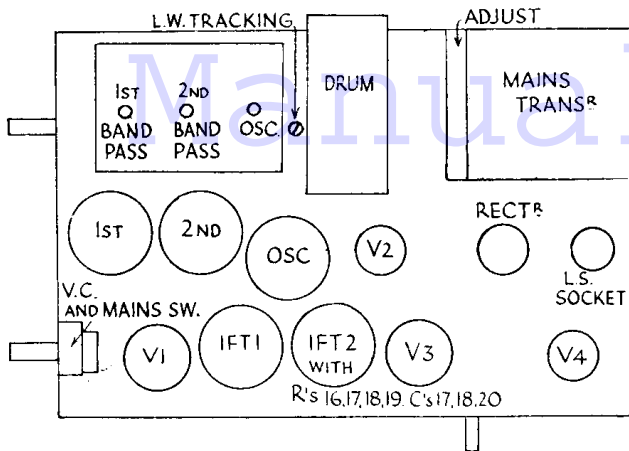 L.W. TRACKING
ADJUST
DRUM
MAINS
TRANSR
1ST
2ND
BAND
PASS
BAND
PASS
OSC.
Manual
RECTR
1ST
2ND
OSC
V2
L.S.
SOCKET
V.C.
AND MAINS SW.
V1
IFT1
IFT2
WITH
V3
V4
R's 16,17,18,19. C's 17,18,20